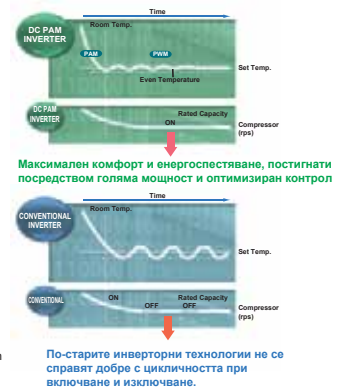 Time
DC PAM
INVERTER
Room Temp.
PAM
PWM
Even Temperature
Set Temp.
DC PAM
INVERTER
Rated Capacity
ON
Compressor
(rps)
Максимален комфорт и енергоспестяване, постигнати
посредством голяма мощност и оптимизиран контрол
Time
CONVENTIONAL
INVERTER
Room Temp.
Set Temp.
CONVENTIONAL
ON
OFF
Rated Capacity
OFF
Compressor
(rps)
По-старите инверторни технологии не се
справят добре с цикличността при
включване и изключване.